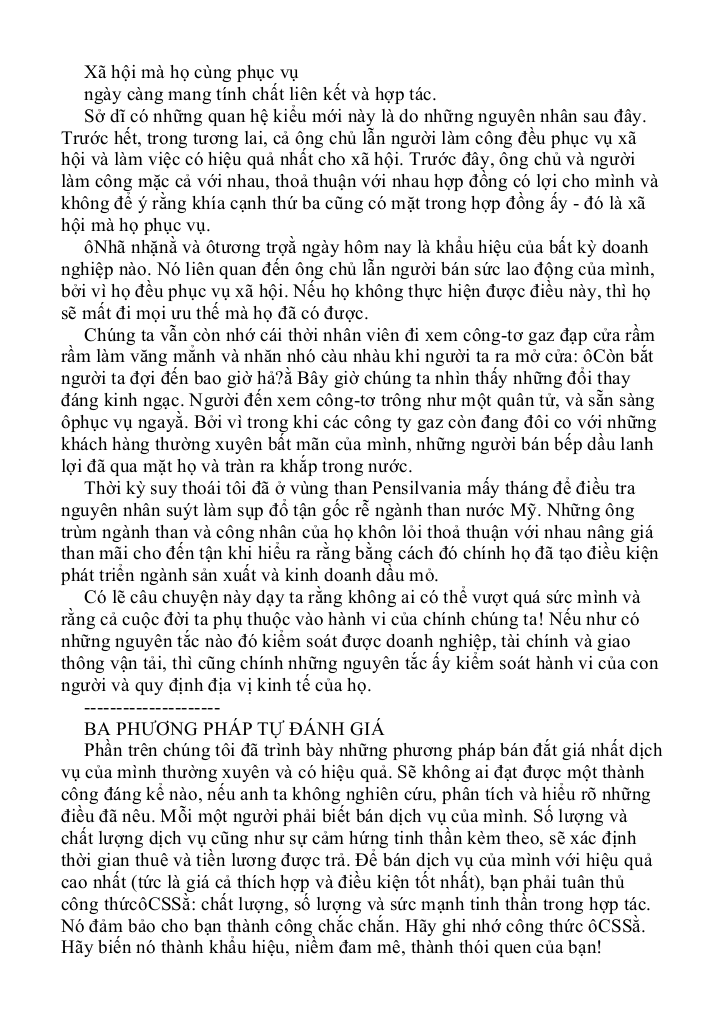 Xã hội mà họ cùng phục vụ
ngày càng mang tính chất liên kết và hợp tác.
Sở dĩ có những quan hệ kiểu mới này là do những nguyên nhân sau đây.
Trước hết, trong tương lai, cả ông chủ lẫn người làm công đều phục vụ xã
hội và làm việc có hiệu quả nhất cho xã hội. Trước đây, ông chủ và người
làm công mặc cả với nhau, thoả thuận với nhau hợp đồng có lợi cho mình và
không để ý rằng khía cạnh thứ ba cũng có mặt trong hợp đồng ấy - đó là xã
hội mà họ phục vụ.
ôNhã nhặnằ và ôtương trợằ ngày hôm nay là khẩu hiệu của bất kỳ doanh
nghiệp nào. Nó liên quan đến ông chủ lẫn người bán sức lao động của mình,
bởi vì họ đều phục vụ xã hội. Nếu họ không thực hiện được điều này, thì họ
sẽ mất đi mọi ưu thế mà họ đã có được.
Chúng ta vẫn còn nhớ cái thời nhân viên đi xem công-tơ gaz đạp cửa rầm
rầm làm văng mảnh và nhăn nhó càu nhàu khi người ta ra mở cửa: ôCòn bắt
người ta đợi đến bao giờ hả?ằ Bây giờ chúng ta nhìn thấy những đổi thay
đáng kinh ngạc. Người đến xem công-tơ trông như một quân tử, và sẵn sàng
ôphục vụ ngayằ. Bởi vì trong khi các công ty gaz còn đang đôi co với những
khách hàng thường xuyên bất mãn của mình, những người bán bếp dầu lanh
lợi đã qua mặt họ và tràn ra khắp trong nước.
Thời kỳ suy thoái tôi đã ở vùng than Pensilvania mấy tháng để điều tra
nguyên nhân suýt làm sụp đổ tận gốc rễ ngành than nước Mỹ. Những ông
trùm ngành than và công nhân của họ khôn lỏi thoả thuận với nhau nâng giá
than mãi cho đến tận khi hiểu ra rằng bằng cách đó chính họ đã tạo điều kiện
phát triển ngành sản xuất và kinh doanh dầu mỏ.
Có lẽ câu chuyện này dạy ta rằng không ai có thể vượt quá sức mình và
rằng cả cuộc đời ta phụ thuộc vào hành vi của chính chúng ta! Nếu như có
những nguyên tắc nào đó kiểm soát được doanh nghiệp, tài chính và giao
thông vận tải, thì cũng chính những nguyên tắc ấy kiểm soát hành vi của con
người và quy định địa vị kinh tế của họ.
---------------------
BA PHƯƠNG PHÁP TỰ ĐÁNH GIÁ
Phần trên chúng tôi đã trình bày những phương pháp bán đắt giá nhất dịch
vụ của mình thường xuyên và có hiệu quả. Sẽ không ai đạt được một thành
công đáng kể nào, nếu anh ta không nghiên cứu, phân tích và hiểu rõ những
điều đã nêu. Mỗi một người phải biết bán dịch vụ của mình. Số lượng và
chất lượng dịch vụ cũng như sự cảm hứng tinh thần kèm theo, sẽ xác định
thời gian thuê và tiền lương được trả. Để bán dịch vụ của mình với hiệu quả
cao nhất (tức là giá cả thích hợp và điều kiện tốt nhất), bạn phải tuân thủ
công thứcôCSSằ: chất lượng, số lượng và sức mạnh tinh thần trong hợp tác.
Nó đảm bảo cho bạn thành công chắc chắn. Hãy ghi nhớ công thức ôCSSằ.
Hãy biến nó thành khẩu hiệu, niềm đam mê, thành thói quen của bạn!